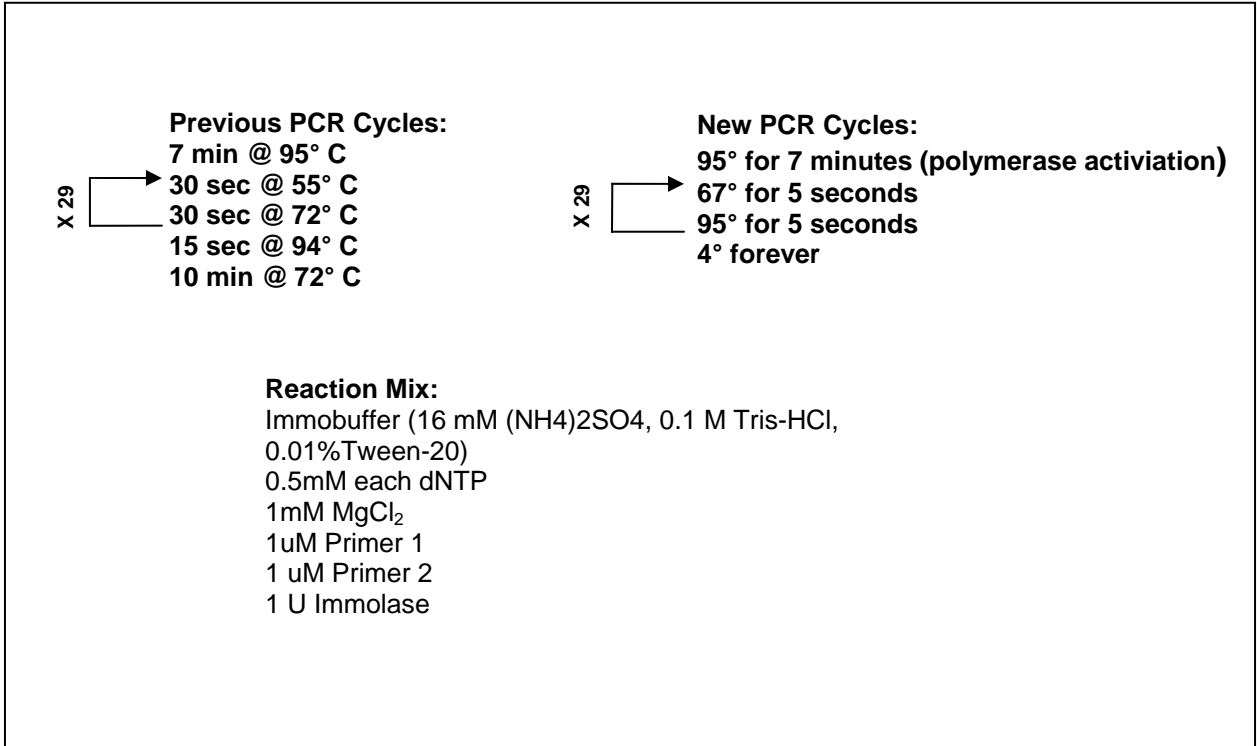 Previous PCR Cycles:
7 min @ 95° C
30 sec @ 55° C
30 sec @ 72° C
15 sec @ 94° C
10 min @ 72° C
X 29
New PCR Cycles:
95° for 7 minutes (polymerase activiation)
67° for 5 seconds
95° for 5 seconds
4° forever
X 29
Reaction Mix:
Immobuffer (16 mM (NH4)2SO4, 0.1 M Tris-HCl,
0.01%Tween-20)
0.5mM each dNTP
1mM MgCl₂
1uM Primer 1
1 uM Primer 2
1 U Immolase